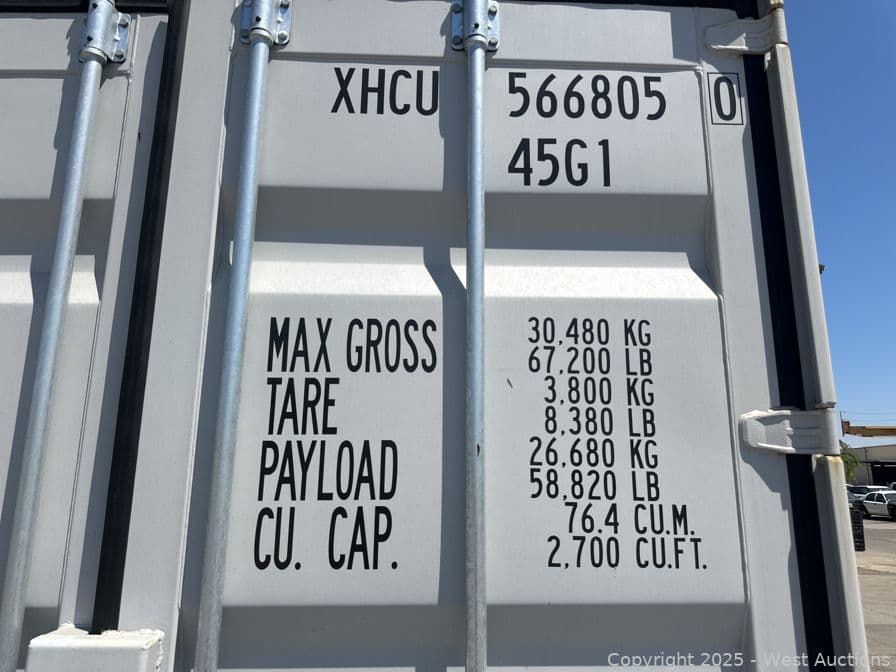 XHCU 566805 0
45G1
MAX GROSS 30,480 KG
67,200 LB
TARE 3,800 KG
8,380 LB
PAYLOAD 26,680 KG
58,820 LB
CU. CAP. 76.4 CU.M.
2,700 CU.FT.
Copyright 2025 - West Auctions